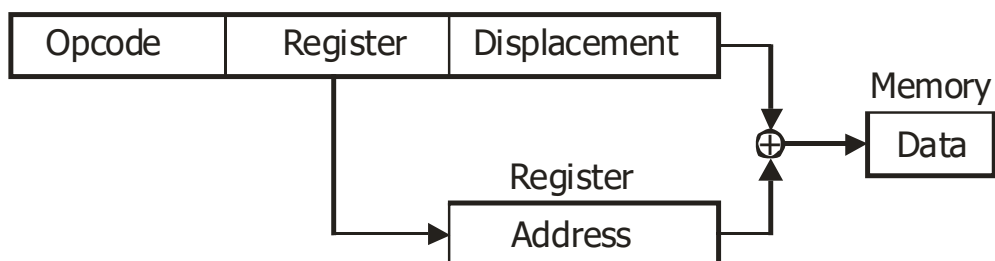 Opcode Register Displacement
Memory
Data
Register
Address